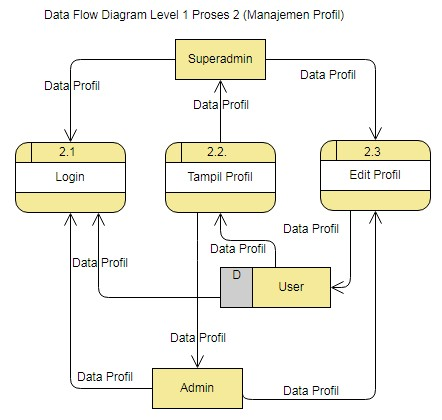 Data Flow Diagram Level 1 Proses 2 (Manajemen Profil)
Superadmin
Data Profil
Data Profil
Data Profil
2.1
Login
2.2.
Tampil Profil
2.3
Edit Profil
Data Profil
Data Profil
Data Profil
D
User
Data Profil
Data Profil
Admin
Data Profil